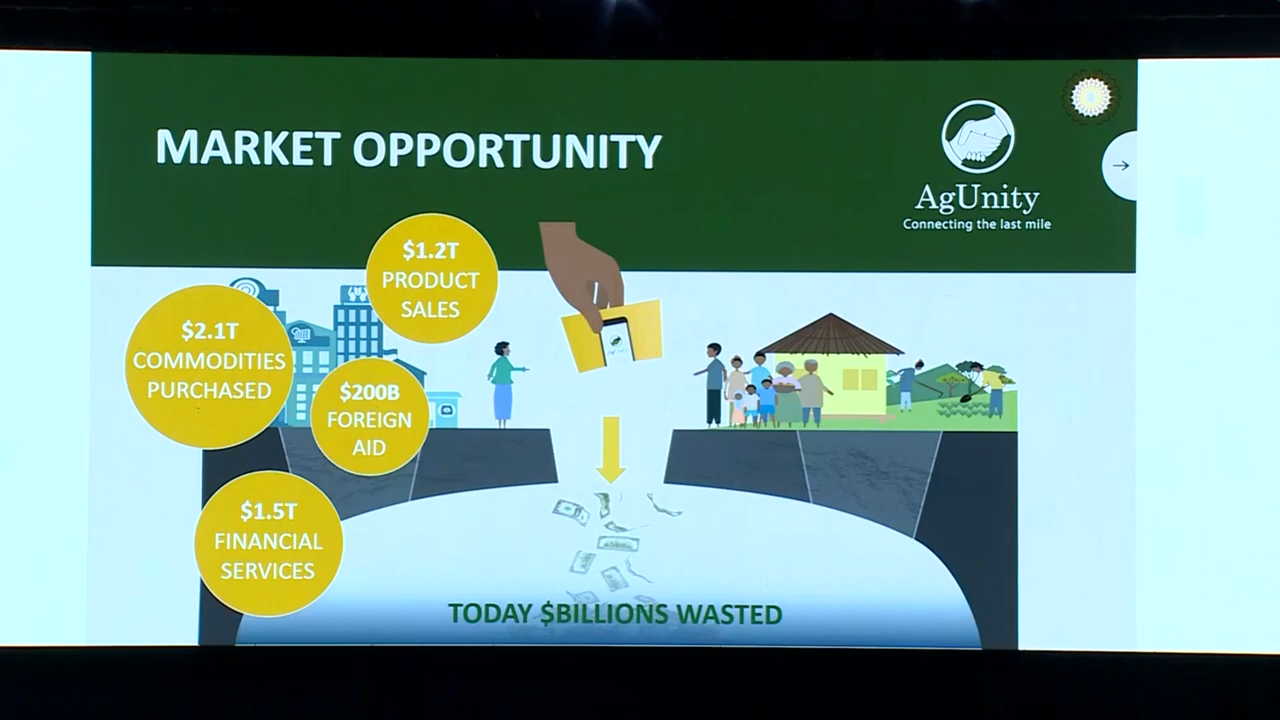 MARKET OPPORTUNITY
AgUnity
Connecting the last mile
$1.2T
PRODUCT
SALES
$2.1T
COMMODITIES
PURCHASED
$200B
FOREIGN
AID
$1.5T
FINANCIAL
SERVICES
TODAY $BILLIONS WASTED